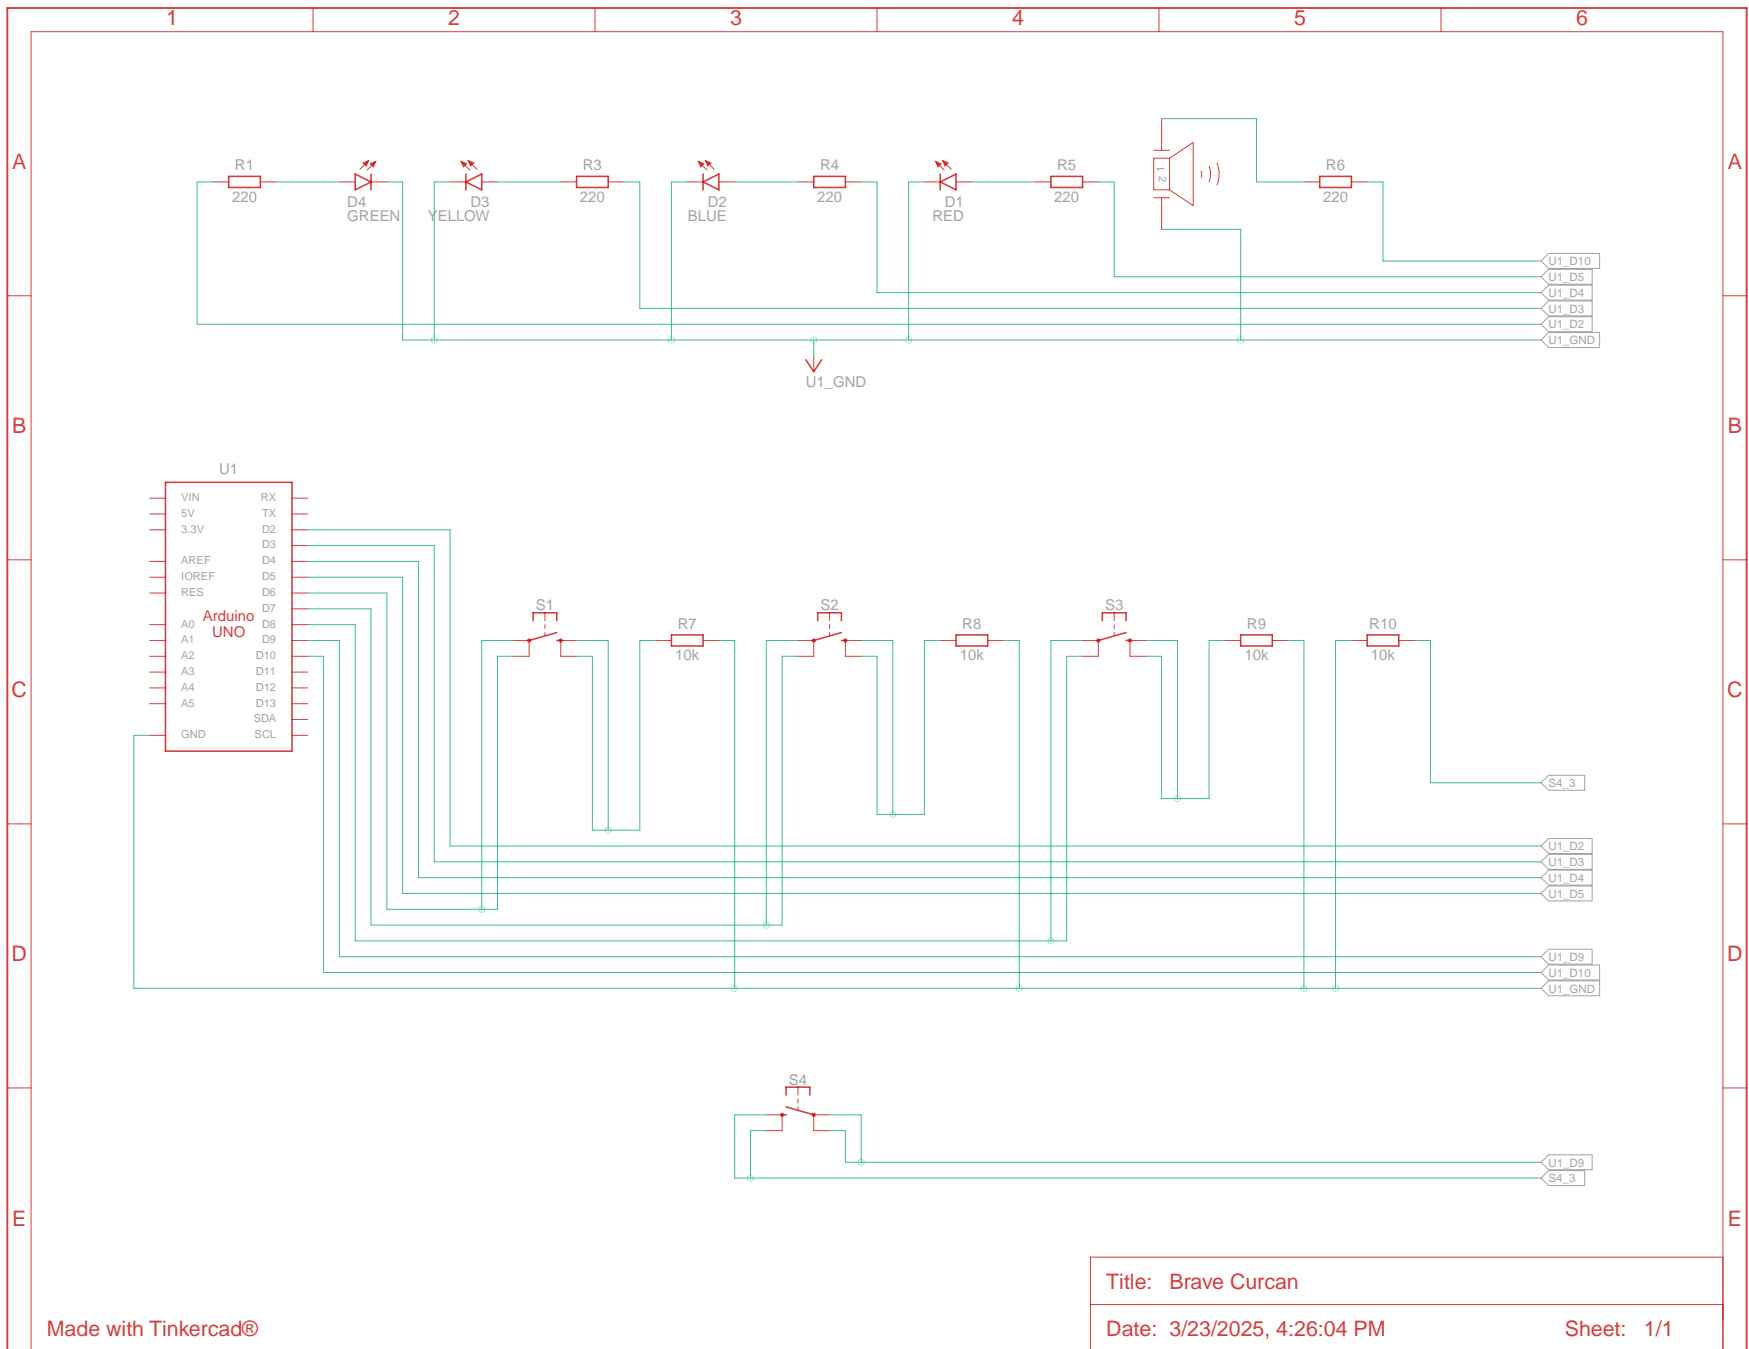 1 2 3 4 5 6
A A
R1
220
D4
GREEN
D3
YELLOW
R3
220
D2
BLUE
R4
220
D1
RED
R5
220
1 2
R6
220
U1_D10
U1_D5
U1_D4
U1_D3
U1_D2
U1_GND
U1_GND
B B
U1
VIN RX
5V TX
3.3V D2
D3
AREF D4
IOREF D5
RES D6
D7
Arduino
UNO
A0 D8
A1 D9
A2 D10
A3 D11
A4 D12
A5 D13
SDA
GND SCL
S1
R7
10k
S2
R8
10k
S3
R9
10k
R10
10k
C C
S4_3
U1_D2
U1_D3
U1_D4
U1_D5
D D
U1_D9
U1_D10
U1_GND
S4
U1_D9
S4_3
E E
Title: Brave Curcan
Made with Tinkercad®
Date: 3/23/2025, 4:26:04 PM Sheet: 1/1